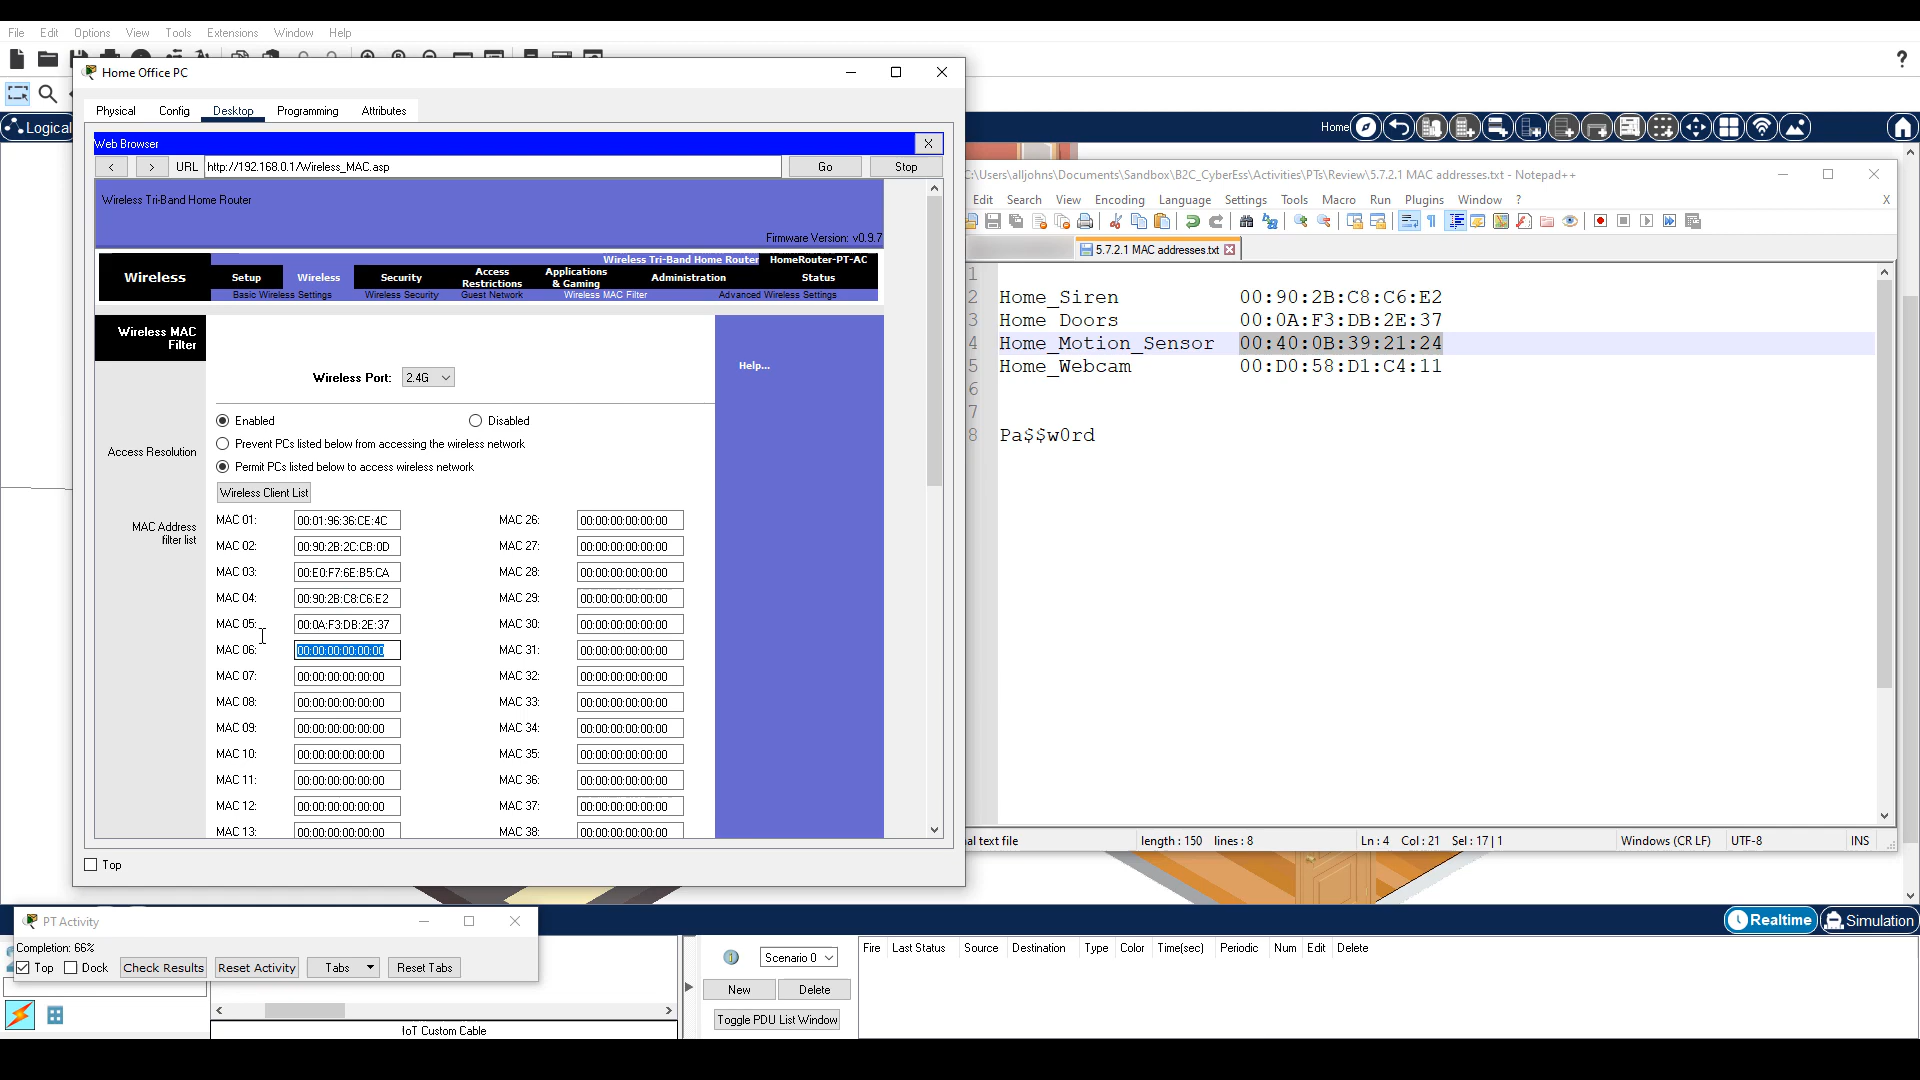 File Edit Options View Tools Extensions Window Help
Home Office PC
Physical Config Desktop Programming Attributes
Logical
Home
Web Browser X
< > URL http://192.168.0.1/Wireless_MAC.asp Go Stop
Wireless Tri-Band Home Router
Firmware Version: v0.9.7
Wireless Tri-Band Home Router HomeRouter-PT-AC
Wireless Setup Wireless Security Access Restrictions Applications & Gaming Administration Status
Basic Wireless Settings Wireless Security Guest Network Wireless MAC Filter Advanced Wireless Settings
Wireless MAC
Filter
Wireless Port: 2.4G
Help...
Enabled Disabled
Prevent PCs listed below from accessing the wireless network
Access Resolution
Permit PCs listed below to access wireless network
Wireless Client List
MAC Address
filter list
MAC 01: 00:01:96:36:CE:4C MAC 26: 00:00:00:00:00:00
MAC 02: 00:90:2B:2C:CB:0D MAC 27: 00:00:00:00:00:00
MAC 03: 00:E0:F7:6E:B5:CA MAC 28: 00:00:00:00:00:00
MAC 04: 00:90:2B:C8:C6:E2 MAC 29: 00:00:00:00:00:00
MAC 05: 00:0A:F3:DB:2E:37 MAC 30: 00:00:00:00:00:00
MAC 06: 00:00:00:00:00:00 MAC 31: 00:00:00:00:00:00
MAC 07: 00:00:00:00:00:00 MAC 32: 00:00:00:00:00:00
MAC 08: 00:00:00:00:00:00 MAC 33: 00:00:00:00:00:00
MAC 09: 00:00:00:00:00:00 MAC 34: 00:00:00:00:00:00
MAC 10: 00:00:00:00:00:00 MAC 35: 00:00:00:00:00:00
MAC 11: 00:00:00:00:00:00 MAC 36: 00:00:00:00:00:00
MAC 12: 00:00:00:00:00:00 MAC 37: 00:00:00:00:00:00
MAC 13: 00:00:00:00:00:00 MAC 38: 00:00:00:00:00:00
Top
C:\Users\alljohns\Documents\Sandbox\B2C_CyberEss\Activities\PTs\Review\5.7.2.1 MAC addresses.txt - Notepad++
Edit Search View Encoding Language Settings Tools Macro Run Plugins Window ? X
5.7.2.1 MAC addresses.txt
1
2 Home_Siren 00:90:2B:C8:C6:E2
3 Home Doors 00:0A:F3:DB:2E:37
4 Home_Motion_Sensor 00:40:0B:39:21:24
5 Home_Webcam 00:D0:58:D1:C4:11
6
7
8 Pa$$w0rd
al text file length : 150 lines : 8 Ln : 4 Col : 21 Sel : 17 | 1 Windows (CR LF) UTF-8 INS
Realtime Simulation
PT Activity
Completion: 66%
Top Dock Check Results Reset Activity Tabs Reset Tabs
IoT Custom Cable
Scenario 0
New Delete
Toggle PDU List Window
Fire Last Status Source Destination Type Color Time(sec) Periodic Num Edit Delete